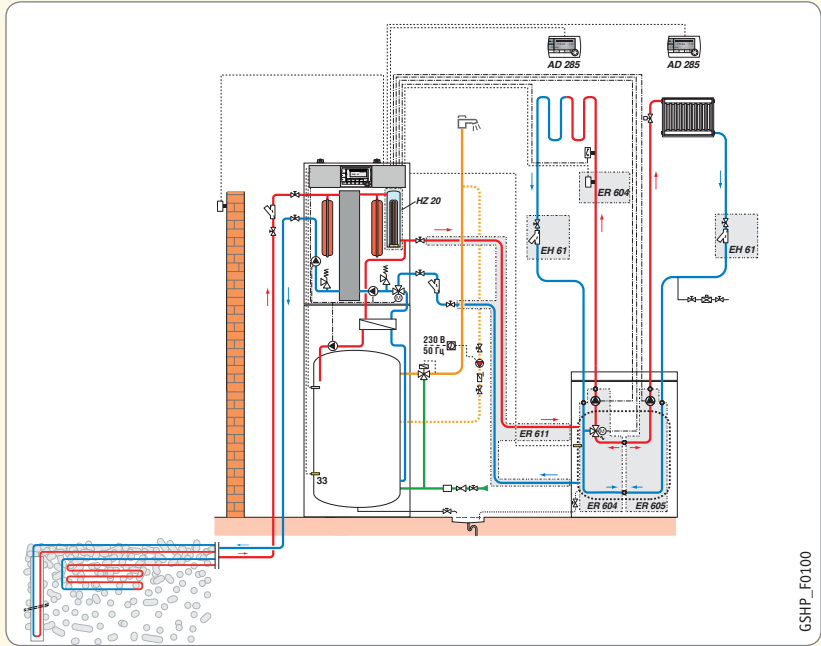 AD 285
AD 285
ER 604
HZ 20
EH 61
EH 61
230 В
50 Гц
ER 611
33
ER 604
ER 605
GSHP_F0100